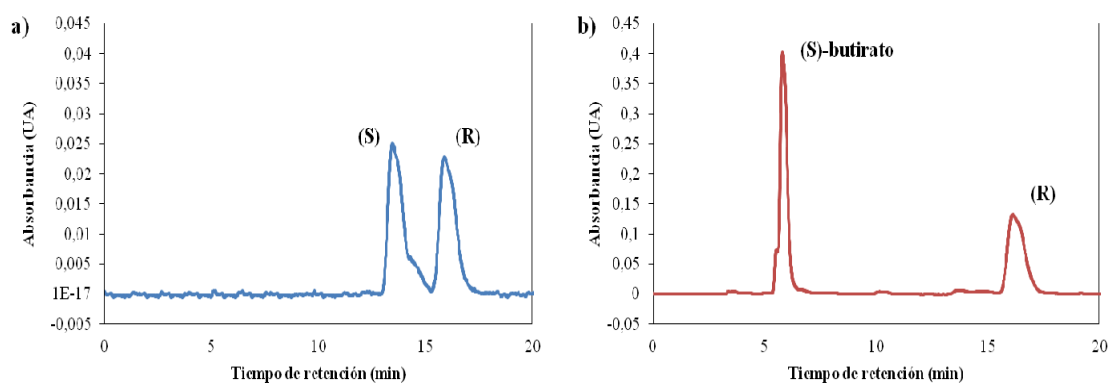 a)
Absorbancia (UA)
0,045
0,04
0,035
0,03
0,025
0,02
0,015
0,01
0,005
1E-17
-0,005
(S)
(R)
0
5
10
15
20
Tiempo de retención (min)
b)
Absorbancia (UA)
0,45
0,4
0,35
0,3
0,25
0,2
0,15
0,1
0,05
0
-0,05
(S)-butirato
(R)
0
5
10
15
20
Tiempo de retención (min)